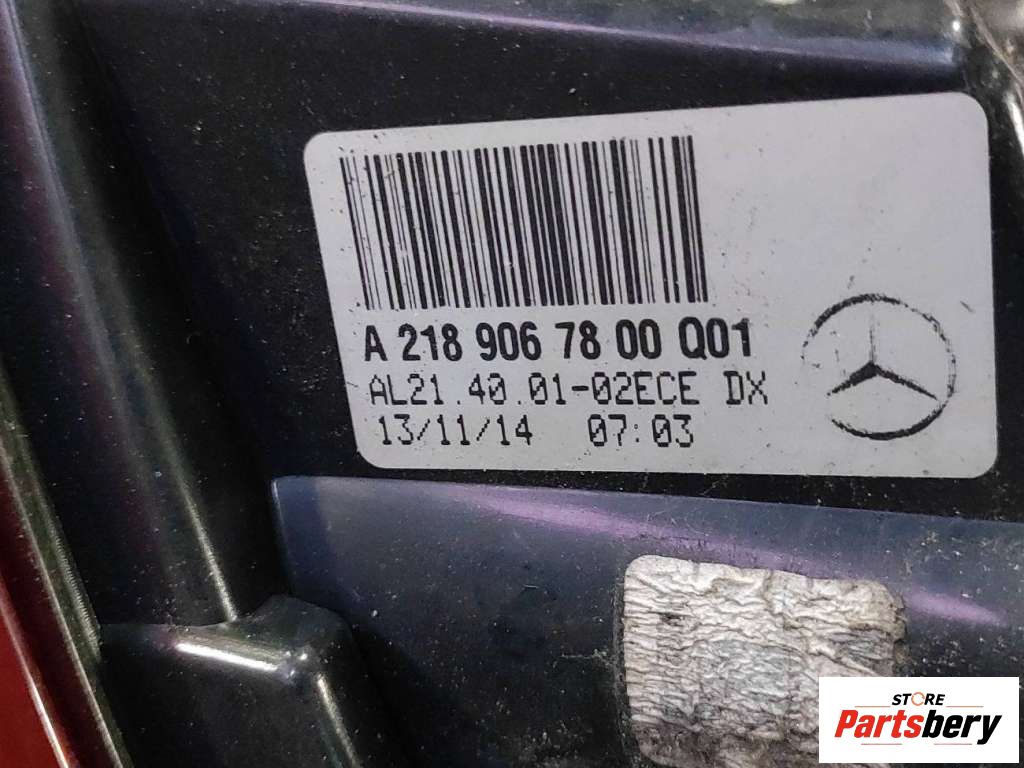 A 218 906 78 00 Q01
AL21.40.01-02ECE DX
13/11/14 07:03
STORE
Partsbery